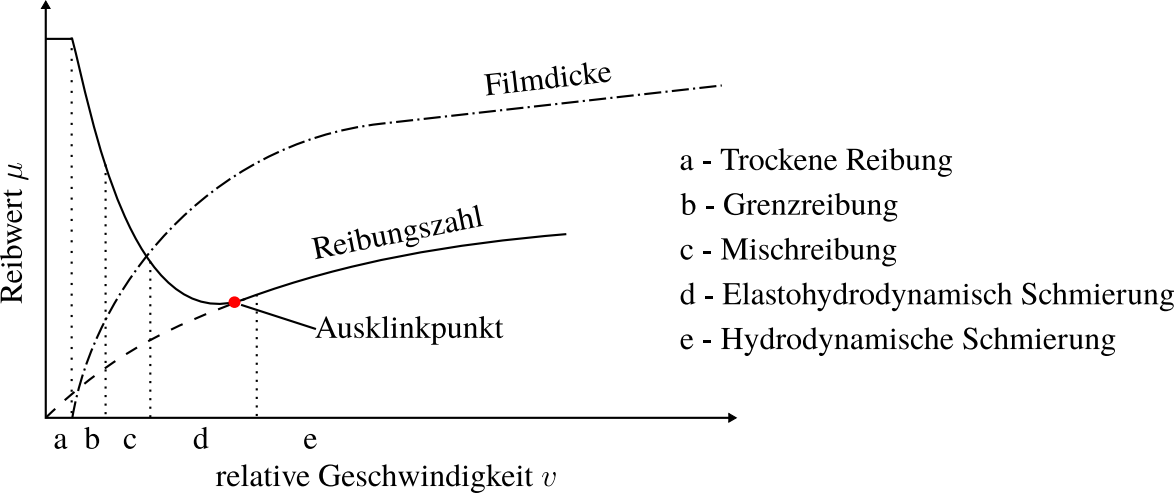 Reibwert μ
Filmdicke
Reibungszahl
Ausklinkpunkt
a b c d e
relative Geschwindigkeit v
a - Trockene Reibung
b - Grenzreibung
c - Mischreibung
d - Elastohydrodynamisch Schmierung
e - Hydrodynamische Schmierung